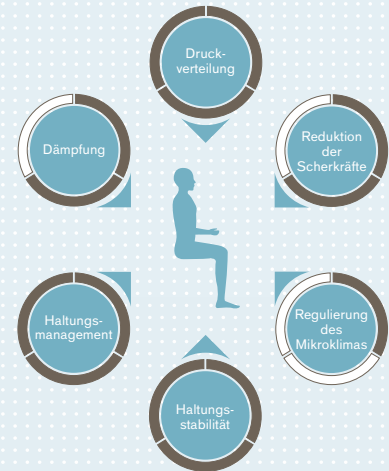 Druck-
verteilung
Dämpfung
Reduktion
der
Scherkräfte
Haltungs-
management
Regulierung
des
Mikroklimas
Haltungs-
stabilität